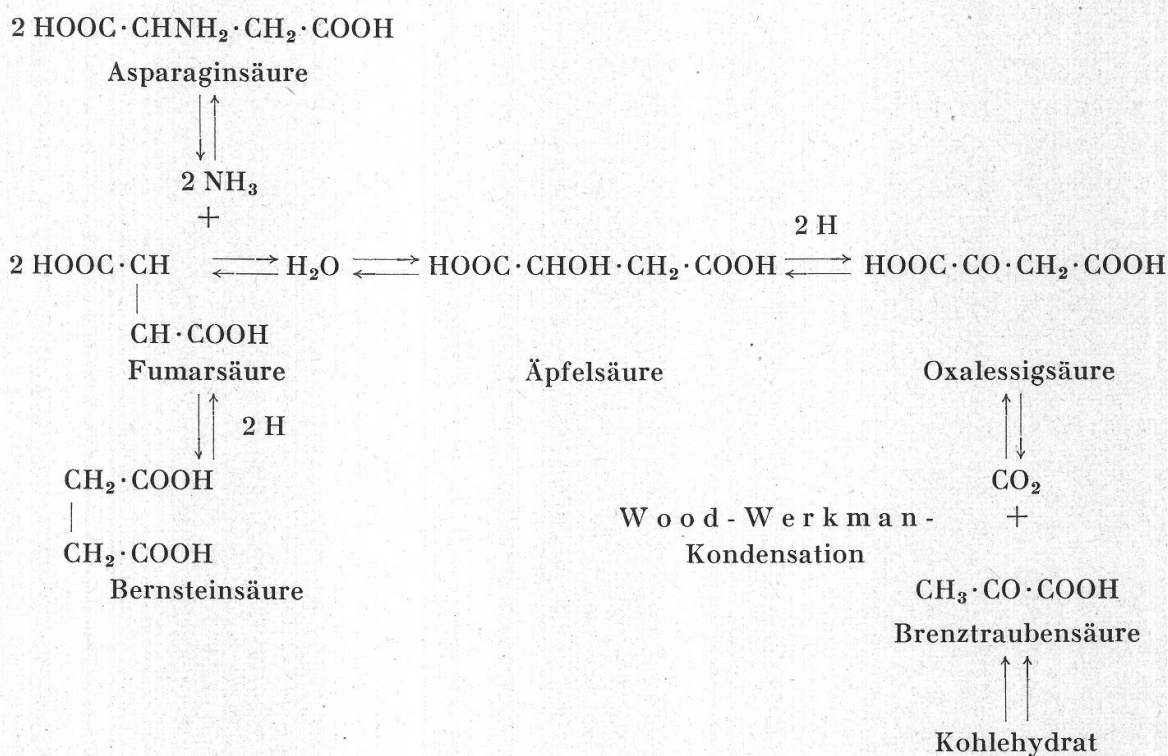 2 HOOC·CHNH₂·CH₂·COOH
Asparaginsäure
2 NH₃
+
2 H
2 HOOC·CH ⇌ H₂O ⇌ HOOC·CHOH·CH₂·COOH ⇌ HOOC·CO·CH₂·COOH
CH·COOH
Fumarsäure Äpfelsäure Oxalessigsäure
2 H
CH₂·COOH CO₂
Wood-Werkman- +
CH₂·COOH Kondensation
Bernsteinsäure CH₃·CO·COOH
Brenztraubensäure
Kohlehydrat